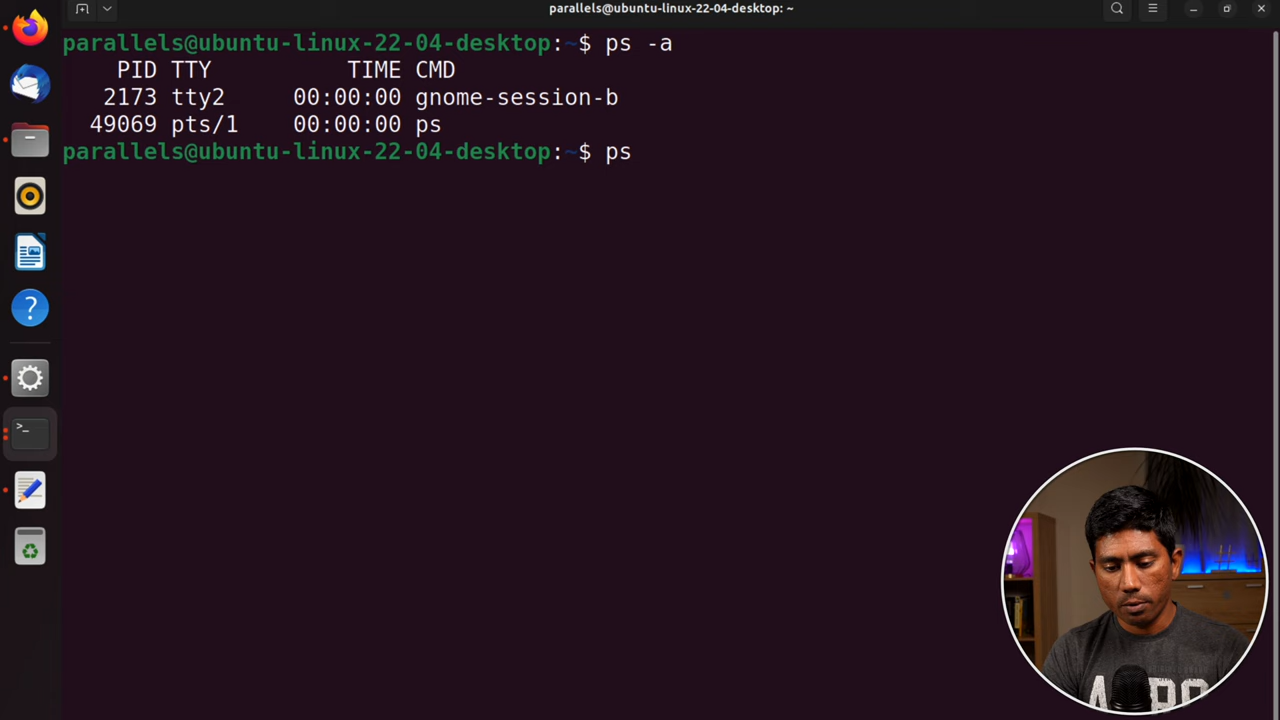 parallels@ubuntu-linux-22-04-desktop: ~
parallels@ubuntu-linux-22-04-desktop:~$ ps -a
PID TTY TIME CMD
2173 tty2 00:00:00 gnome-session-b
49069 pts/1 00:00:00 ps
parallels@ubuntu-linux-22-04-desktop:~$ ps